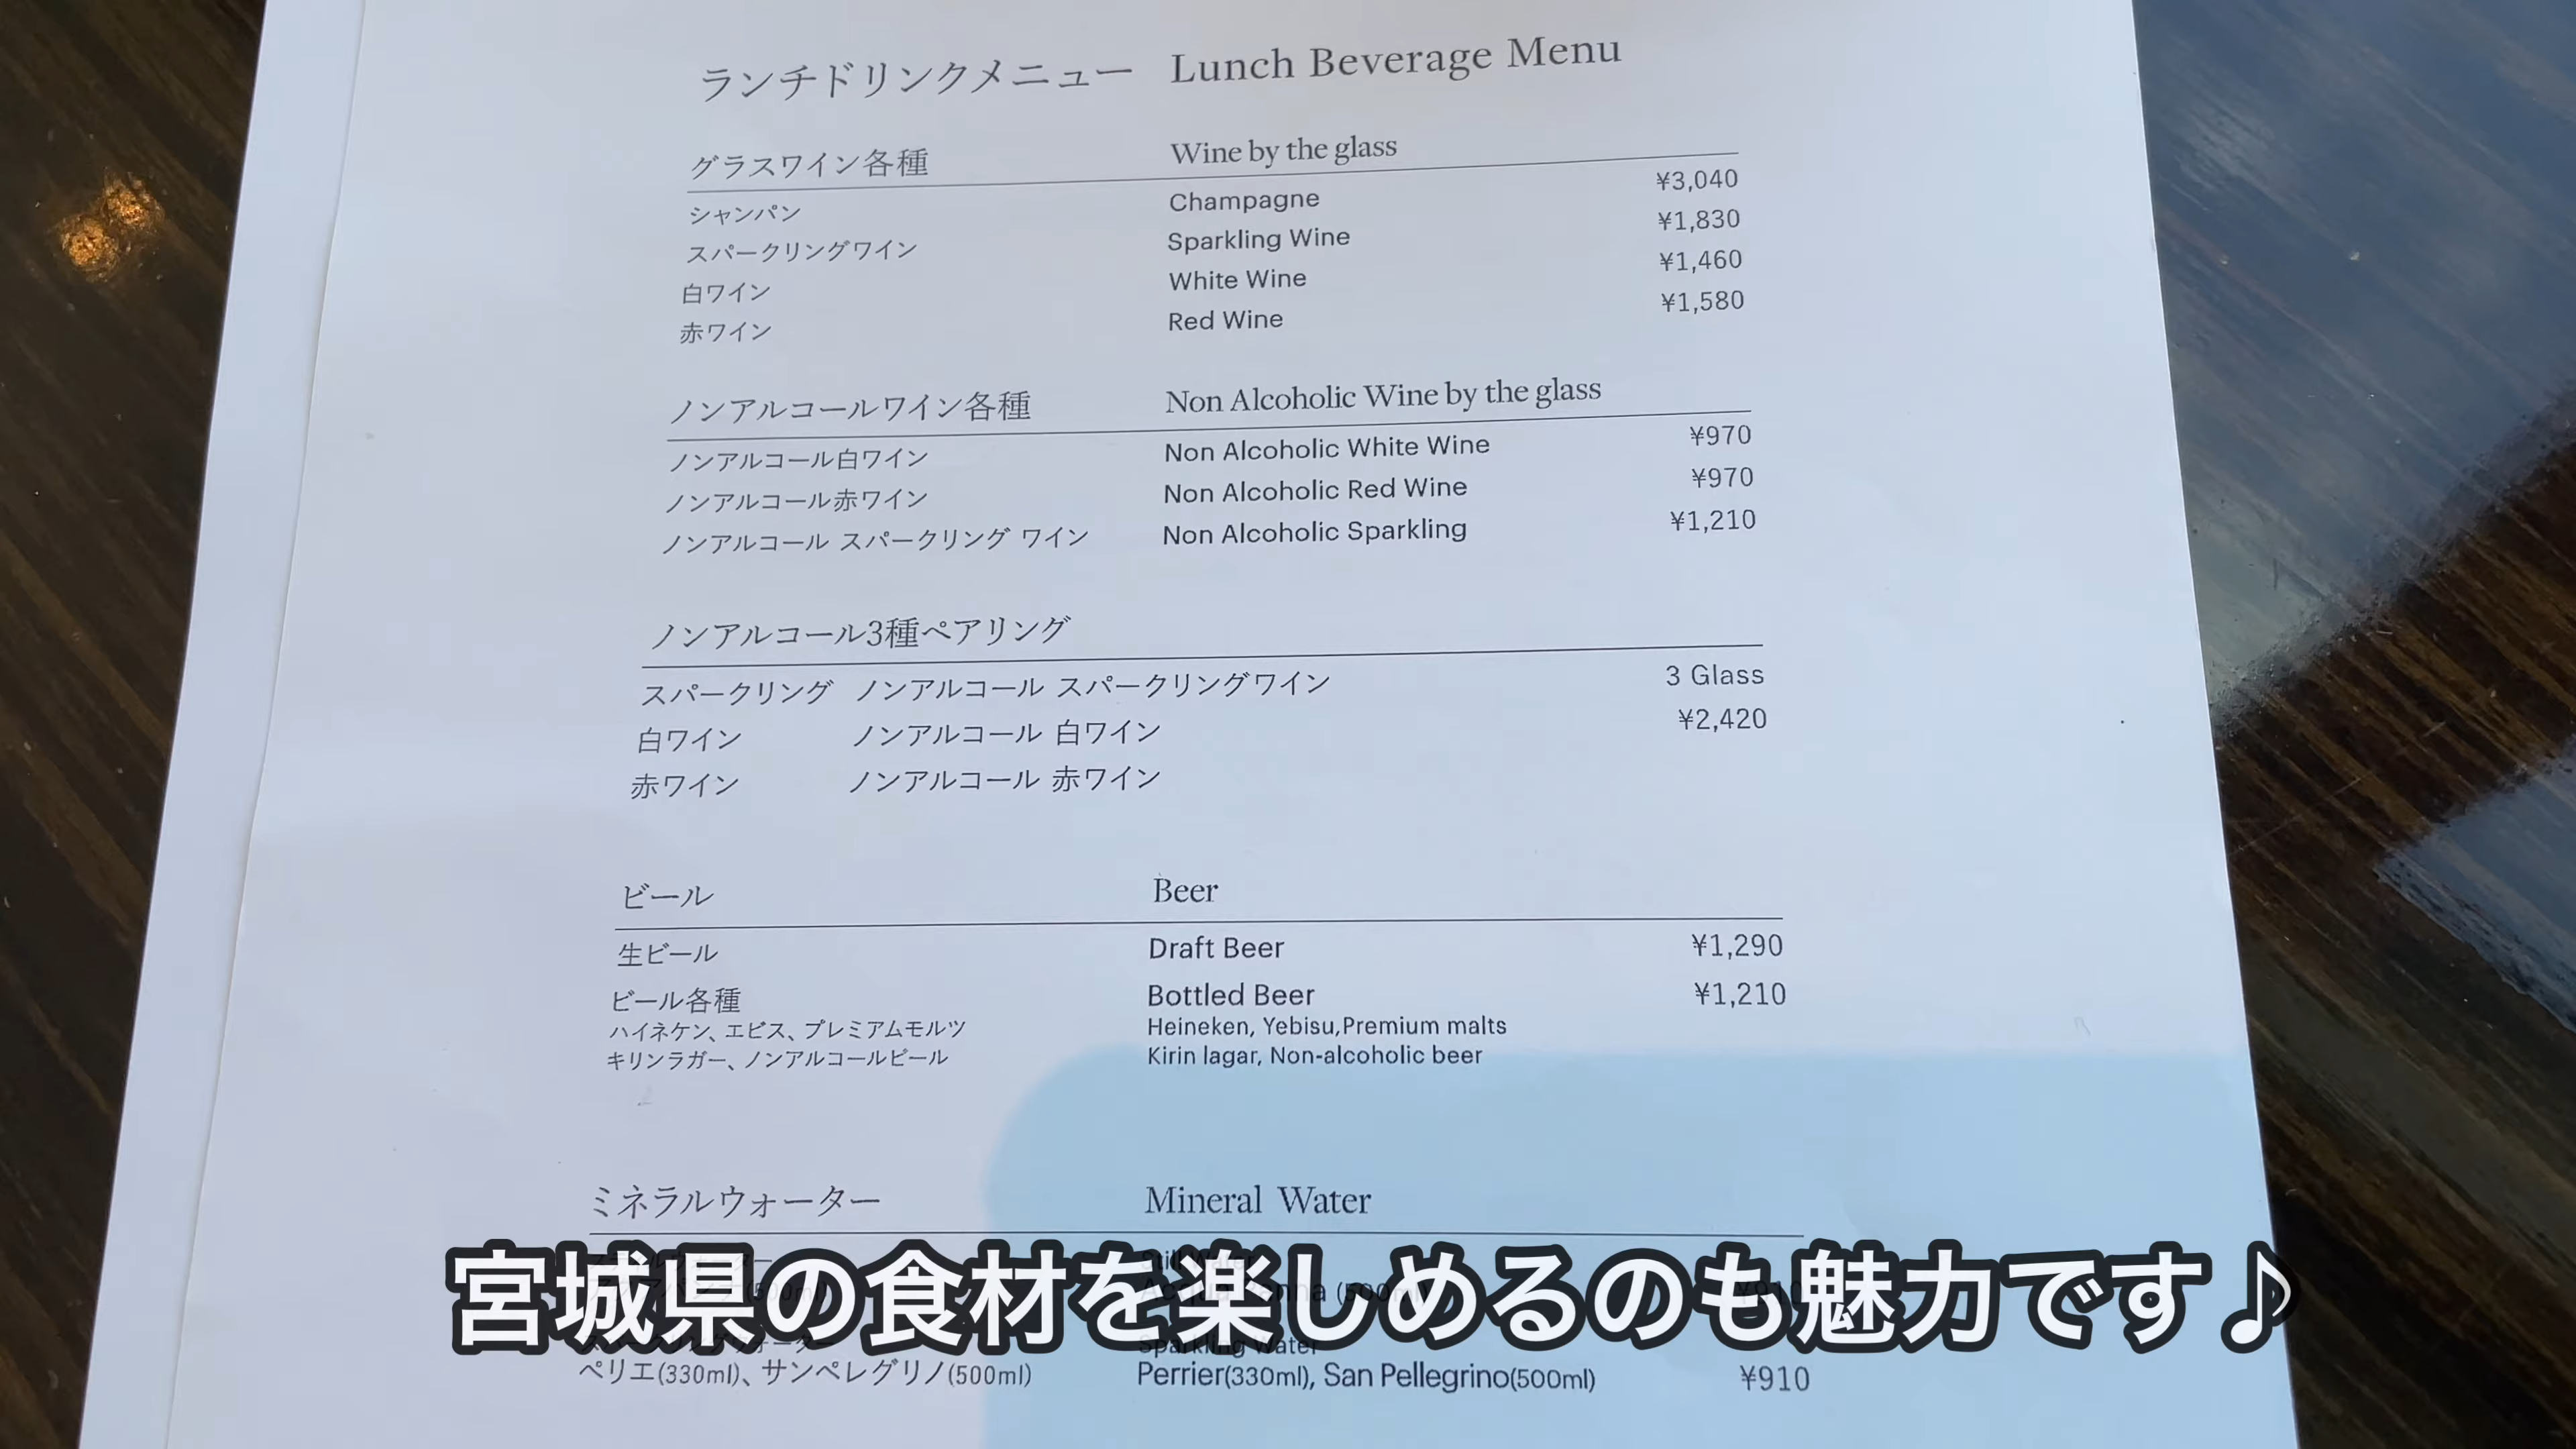 ランチドリンクメニュー Lunch Beverage Menu
グラスワイン各種 Wine by the glass
シャンパン Champagne ¥3,040
スパークリングワイン Sparkling Wine ¥1,830
白ワイン White Wine ¥1,460
赤ワイン Red Wine ¥1,580
ノンアルコールワイン各種 Non Alcoholic Wine by the glass
ノンアルコール白ワイン Non Alcoholic White Wine ¥970
ノンアルコール赤ワイン Non Alcoholic Red Wine ¥970
ノンアルコール スパークリング ワイン Non Alcoholic Sparkling ¥1,210
ノンアルコール3種ペアリング
スパークリング ノンアルコール スパークリングワイン 3 Glass
白ワイン ノンアルコール 白ワイン ¥2,420
赤ワイン ノンアルコール 赤ワイン
ビール Beer
生ビール Draft Beer ¥1,290
ビール各種 Bottled Beer ¥1,210
ハイネケン、エビス、プレミアムモルツ Heineken, Yebisu,Premium malts
キリンラガー、ノンアルコールビール Kirin lagar, Non-alcoholic beer
ミネラルウォーター Mineral Water
宮城県の食材を楽しめるのも魅力です♪
Sparkling Water
ペリエ(330ml)、サンペレグリノ(500ml) Perrier(330ml), San Pellegrino(500ml) ¥910